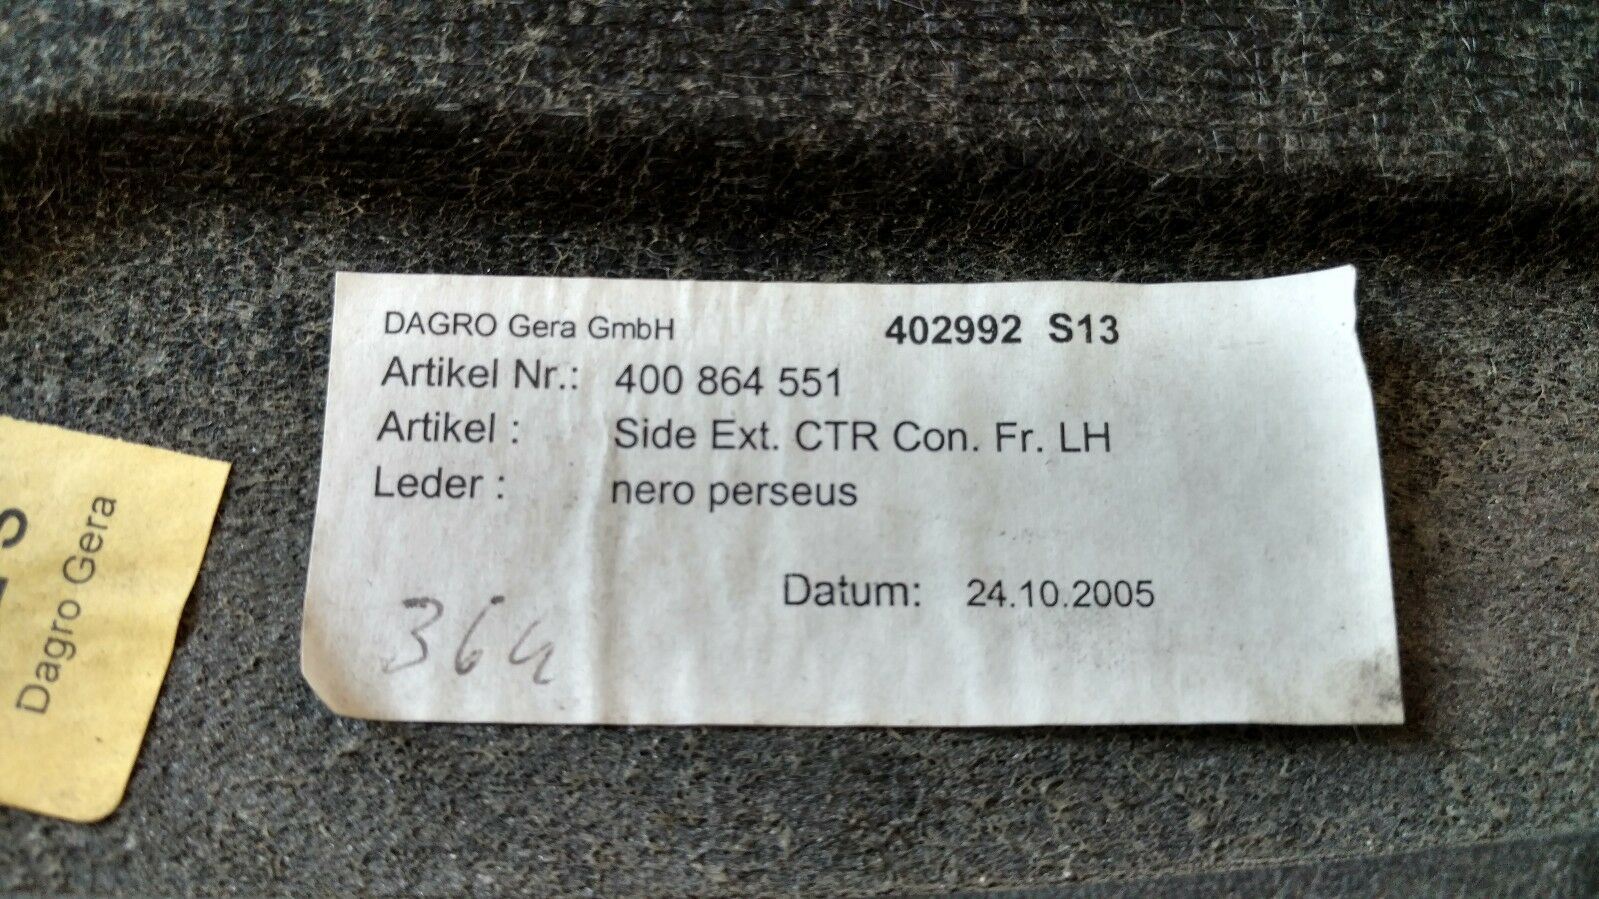 DAGRO Gera GmbH 402992 S13
Artikel Nr.: 400 864 551
Artikel : Side Ext. CTR Con. Fr. LH
Leder : nero perseus
Datum: 24.10.2005
Dagro Gera